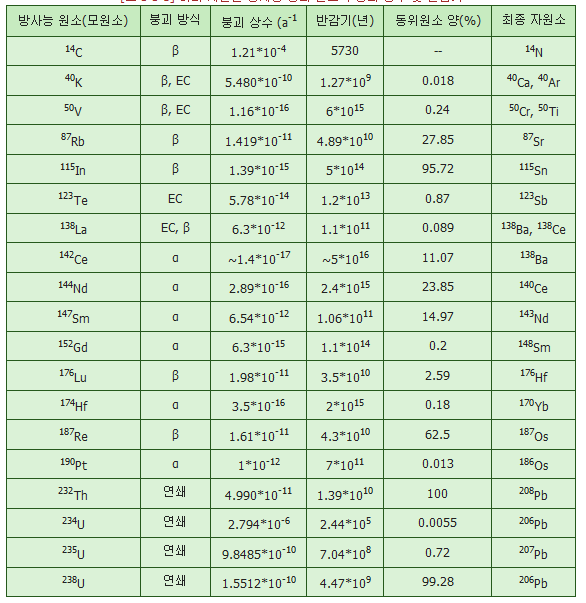 방사능 원소(모원소) 붕괴 방식 붕괴 상수 (a⁻¹ 반감기(년) 동위원소 양(%) 최종 자원소
¹⁴C β 1.21*10⁻⁴ 5730 -- ¹⁴N
⁴⁰K β, EC 5.480*10⁻¹⁰ 1.27*10⁹ 0.018 ⁴⁰Ca, ⁴⁰Ar
⁵⁰V β, EC 1.16*10⁻¹⁶ 6*10¹⁵ 0.24 ⁵⁰Cr, ⁵⁰Ti
⁸⁷Rb β 1.419*10⁻¹¹ 4.89*10¹⁰ 27.85 ⁸⁷Sr
¹¹⁵In β 1.39*10⁻¹⁵ 5*10¹⁴ 95.72 ¹¹⁵Sn
¹²³Te EC 5.78*10⁻¹⁴ 1.2*10¹³ 0.87 ¹²³Sb
¹³⁸La EC, β 6.3*10⁻¹² 1.1*10¹¹ 0.089 ¹³⁸Ba, ¹³⁸Ce
¹⁴²Ce α ~1.4*10⁻¹⁷ ~5*10¹⁶ 11.07 ¹³⁸Ba
¹⁴⁴Nd α 2.89*10⁻¹⁶ 2.4*10¹⁵ 23.85 ¹⁴⁰Ce
¹⁴⁷Sm α 6.54*10⁻¹² 1.06*10¹¹ 14.97 ¹⁴³Nd
¹⁵²Gd α 6.3*10⁻¹⁵ 1.1*10¹⁴ 0.2 ¹⁴⁸Sm
¹⁷⁶Lu β 1.98*10⁻¹¹ 3.5*10¹⁰ 2.59 ¹⁷⁶Hf
¹⁷⁴Hf α 3.5*10⁻¹⁶ 2*10¹⁵ 0.18 ¹⁷⁰Yb
¹⁸⁷Re β 1.61*10⁻¹¹ 4.3*10¹⁰ 62.5 ¹⁸⁷Os
¹⁹⁰Pt α 1*10⁻¹² 7*10¹¹ 0.013 ¹⁸⁶Os
²³²Th 연쇄 4.990*10⁻¹¹ 1.39*10¹⁰ 100 ²⁰⁸Pb
²³⁴U 연쇄 2.794*10⁻⁶ 2.44*10⁵ 0.0055 ²⁰⁶Pb
²³⁵U 연쇄 9.8485*10⁻¹⁰ 7.04*10⁸ 0.72 ²⁰⁷Pb
²³⁸U 연쇄 1.5512*10⁻¹⁰ 4.47*10⁹ 99.28 ²⁰⁶Pb